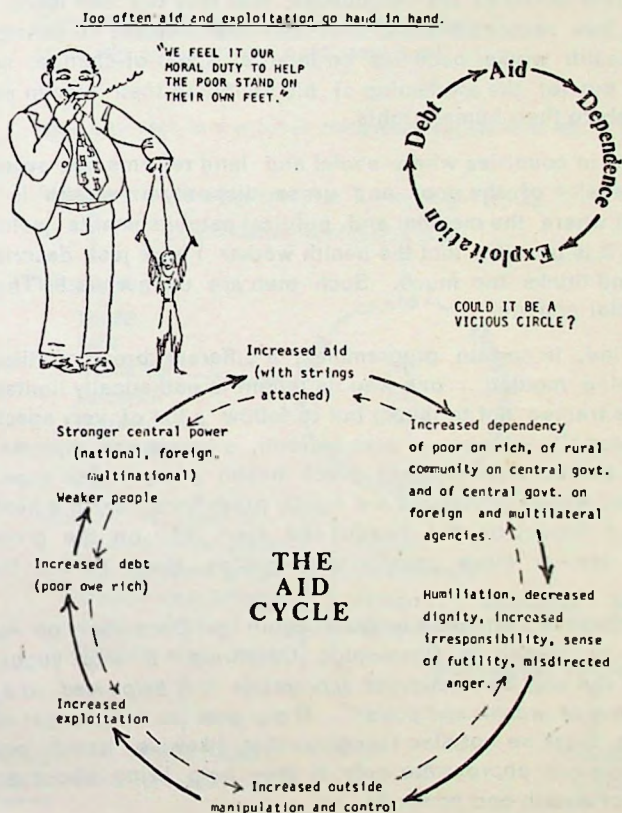 Too often aid and exploitation go hand in hand.
"WE FEEL IT OUR
MORAL DUTY TO HELP
THE POOR STAND ON
THEIR OWN FEET."
Aid
Dependence
Exploitation
Debt
COULD IT BE A
VICIOUS CIRCLE?
Increased aid
(with strings
attached)
Stronger central power
(national, foreign,
multinational)
Weaker people
Increased dependency
of poor on rich, of rural
community on central govt.
and of central govt. on
foreign and multilateral
agencies.
Increased debt
(poor owe rich)
THE
AID
CYCLE
Humiliation, decreased
dignity, increased
irresponsibility, sense
of futility, misdirected
anger.
Increased
exploitation
Increased outside
manipulation and control